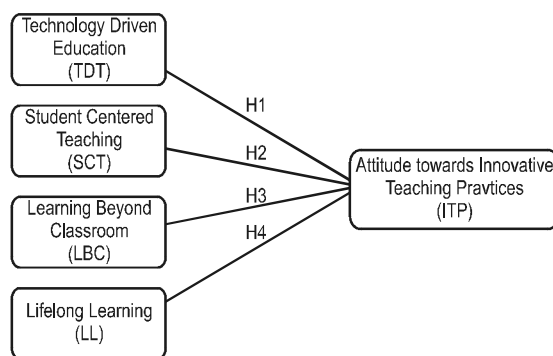 Technology Driven
Education
(TDT)
H1
Student Centered
Teaching
(SCT)
H2
Attitude towards Innovative
Teaching Pravtices
(ITP)
Learning Beyond
Classroom
(LBC)
H3
H4
Lifelong Learning
(LL)